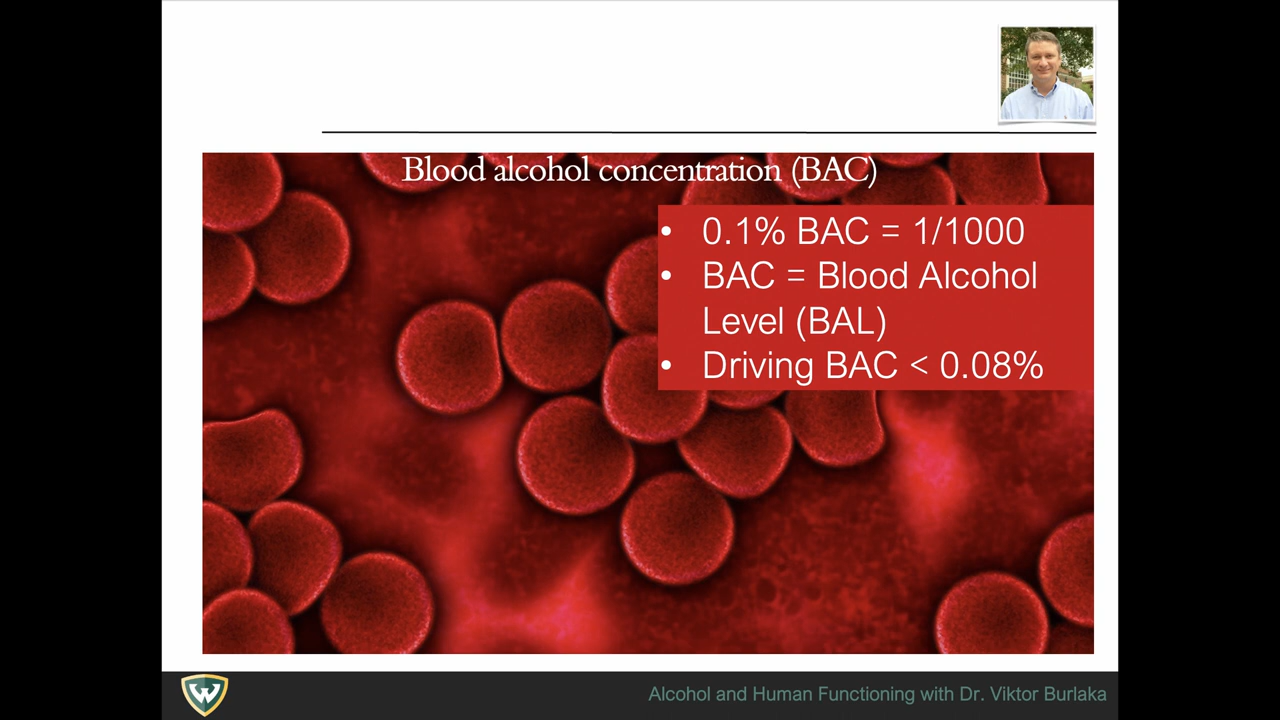 Blood alcohol concentration (BAC)
• 0.1% BAC = 1/1000
• BAC = Blood Alcohol
Level (BAL)
• Driving BAC < 0.08%
W
Alcohol and Human Functioning with Dr. Viktor Burlaka